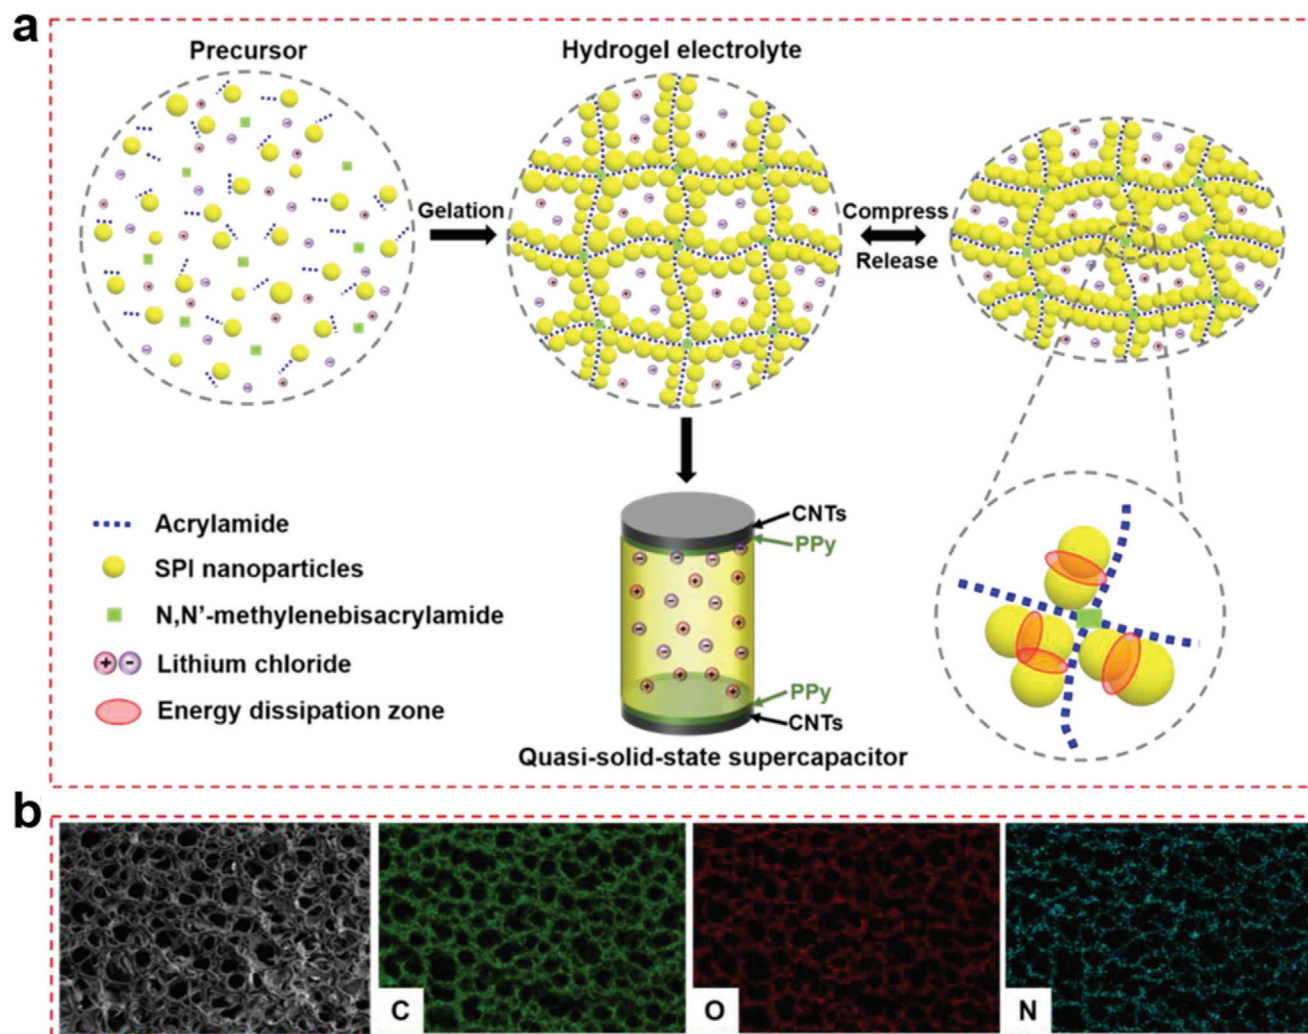 a
Precursor
Hydrogel electrolyte
Gelation
Compress
Release
CNTs
PPy
Acrylamide
SPI nanoparticles
N,N'-methylenebisacrylamide
+ − Lithium chloride
Energy dissipation zone
PPy
CNTs
Quasi-solid-state supercapacitor
b
C
O
N